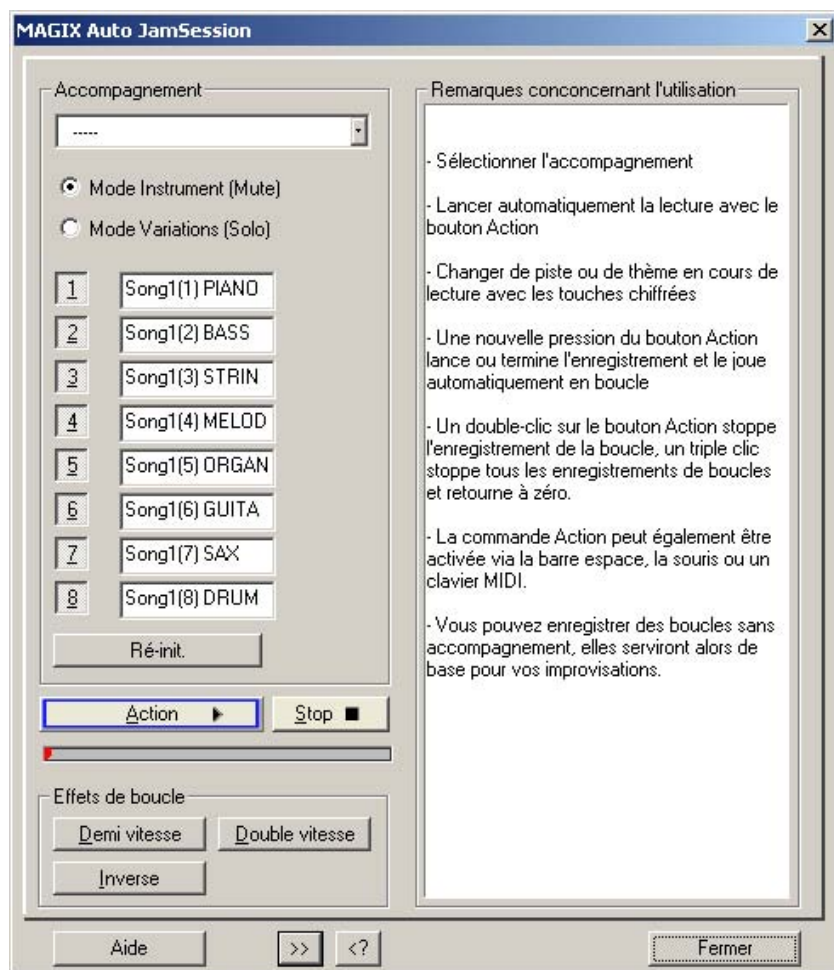 MAGIX Auto JamSession
Accompagnement
-----
Mode Instrument (Mute)
Mode Variations (Solo)
1 Song1(1) PIANO
2 Song1(2) BASS
3 Song1(3) STRIN
4 Song1(4) MELOD
5 Song1(5) ORGAN
6 Song1(6) GUITA
7 Song1(7) SAX
8 Song1(8) DRUM
Ré-init.
Action Stop
Effets de boucle
Demi vitesse Double vitesse
Inverse
Remarques conconcernant l'utilisation
- Sélectionner l'accompagnement
- Lancer automatiquement la lecture avec le
bouton Action
- Changer de piste ou de thème en cours de
lecture avec les touches chiffrées
- Une nouvelle pression du bouton Action
lance ou termine l'enregistrement et le joue
automatiquement en boucle
- Un double-clic sur le bouton Action stoppe
l'enregistrement de la boucle, un triple clic
stoppe tous les enregistrements de boucles
et retourne à zéro.
- La commande Action peut également être
activée via la barre espace, la souris ou un
clavier MIDI.
- Vous pouvez enregistrer des boucles sans
accompagnement, elles serviront alors de
base pour vos improvisations.
Aide >> <? Fermer